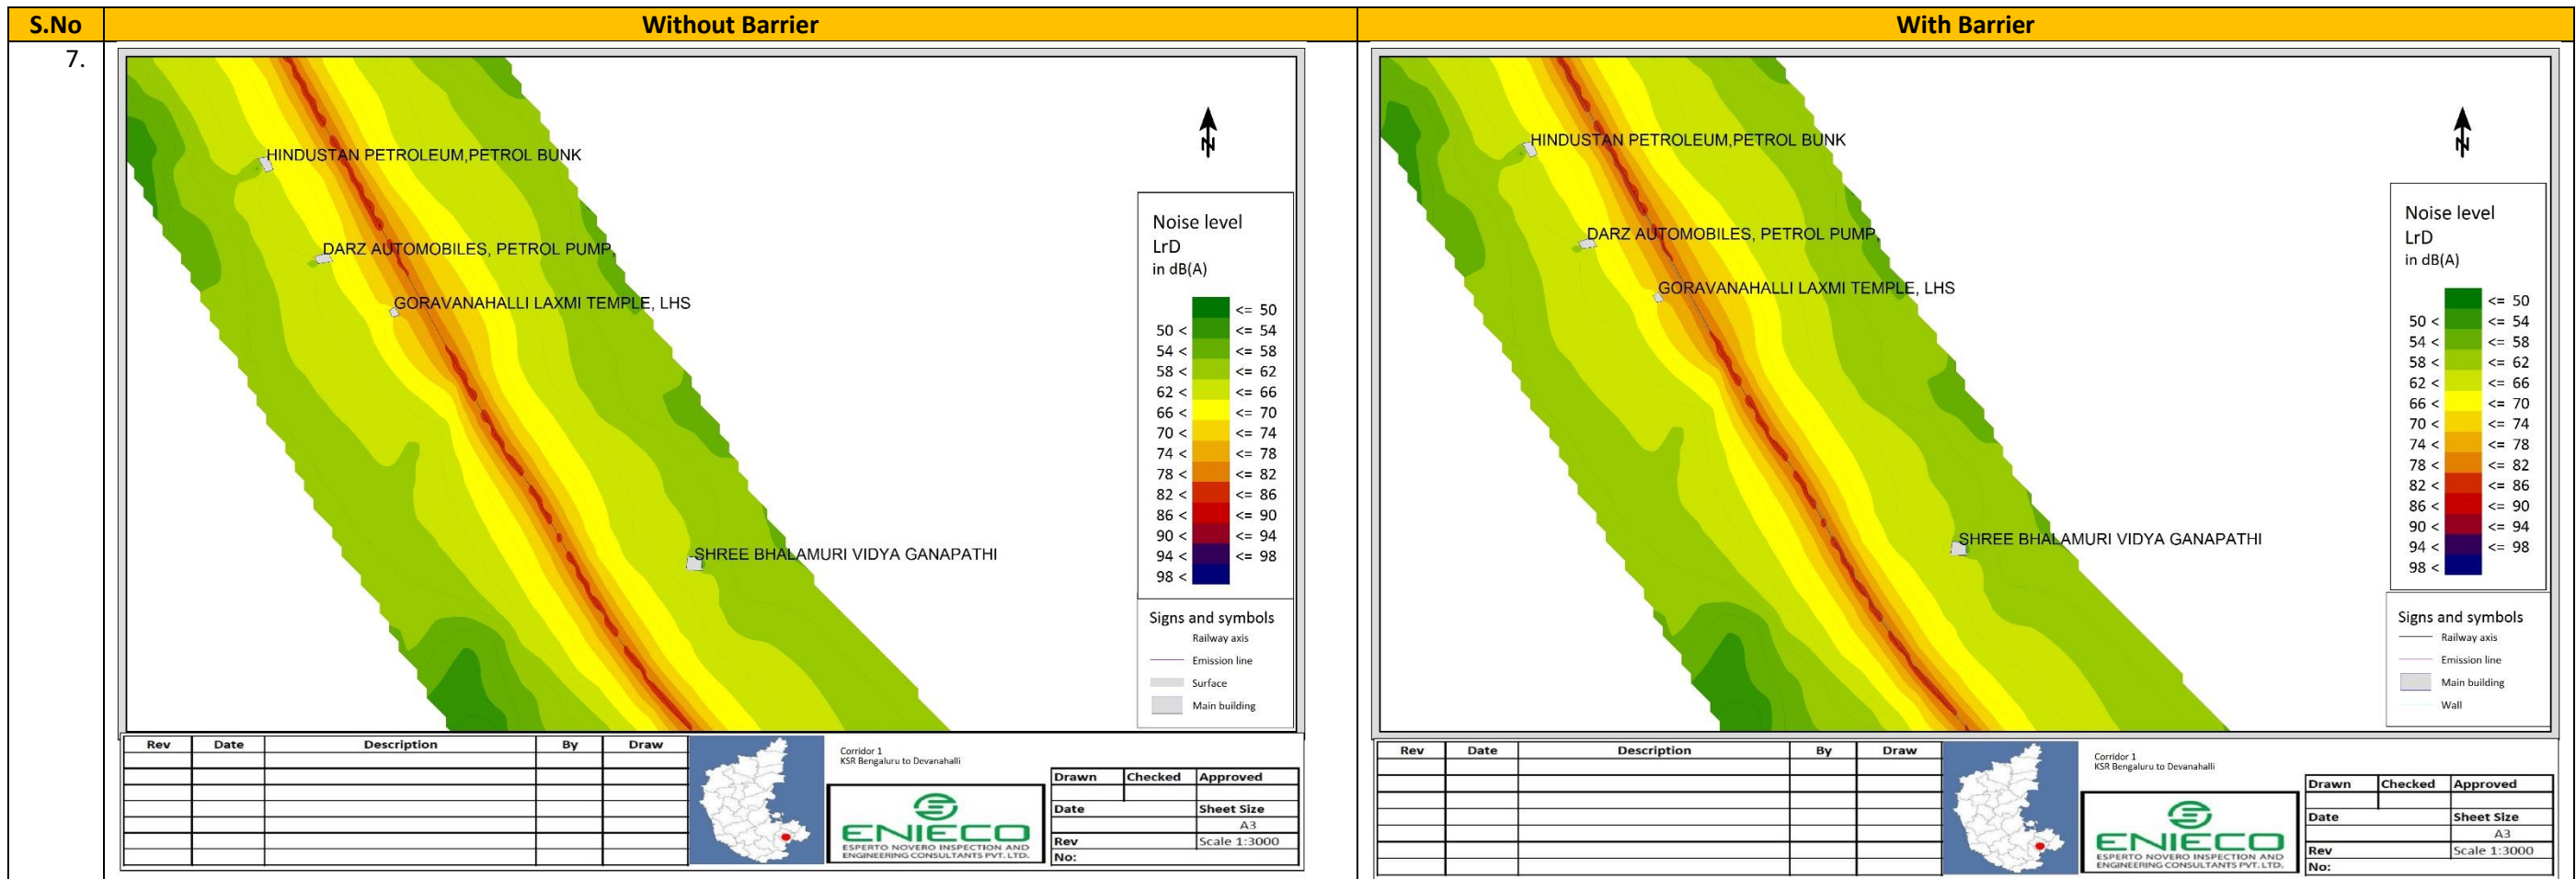 S.No Without Barrier With Barrier
7.
HINDUSTAN PETROLEUM,PETROL BUNK
DARZ AUTOMOBILES, PETROL PUMP,
GORAVANAHALLI LAXMI TEMPLE, LHS
SHREE BHALAMURI VIDYA GANAPATHI
N
Noise level
LrD
in dB(A)
<= 50
50 < <= 54
54 < <= 58
58 < <= 62
62 < <= 66
66 < <= 70
70 < <= 74
74 < <= 78
78 < <= 82
82 < <= 86
86 < <= 90
90 < <= 94
94 < <= 98
98 <
Signs and symbols
Railway axis
Emission line
Surface
Main building
Rev Date Description By Draw
Corridor 1
KSR Bengaluru to Devanahalli
ENIECO
ESPERTO NOVERO INSPECTION AND
ENGINEERING CONSULTANTS PVT. LTD.
Drawn Checked Approved
Date Sheet Size
A3
Rev Scale 1:3000
No:
HINDUSTAN PETROLEUM,PETROL BUNK
DARZ AUTOMOBILES, PETROL PUMP,
GORAVANAHALLI LAXMI TEMPLE, LHS
SHREE BHALAMURI VIDYA GANAPATHI
N
Noise level
LrD
in dB(A)
<= 50
50 < <= 54
54 < <= 58
58 < <= 62
62 < <= 66
66 < <= 70
70 < <= 74
74 < <= 78
78 < <= 82
82 < <= 86
86 < <= 90
90 < <= 94
94 < <= 98
98 <
Signs and symbols
Railway axis
Emission line
Main building
Wall
Rev Date Description By Draw
Corridor 1
KSR Bengaluru to Devanahalli
ENIECO
ESPERTO NOVERO INSPECTION AND
ENGINEERING CONSULTANTS PVT. LTD.
Drawn Checked Approved
Date Sheet Size
A3
Rev Scale 1:3000
No: